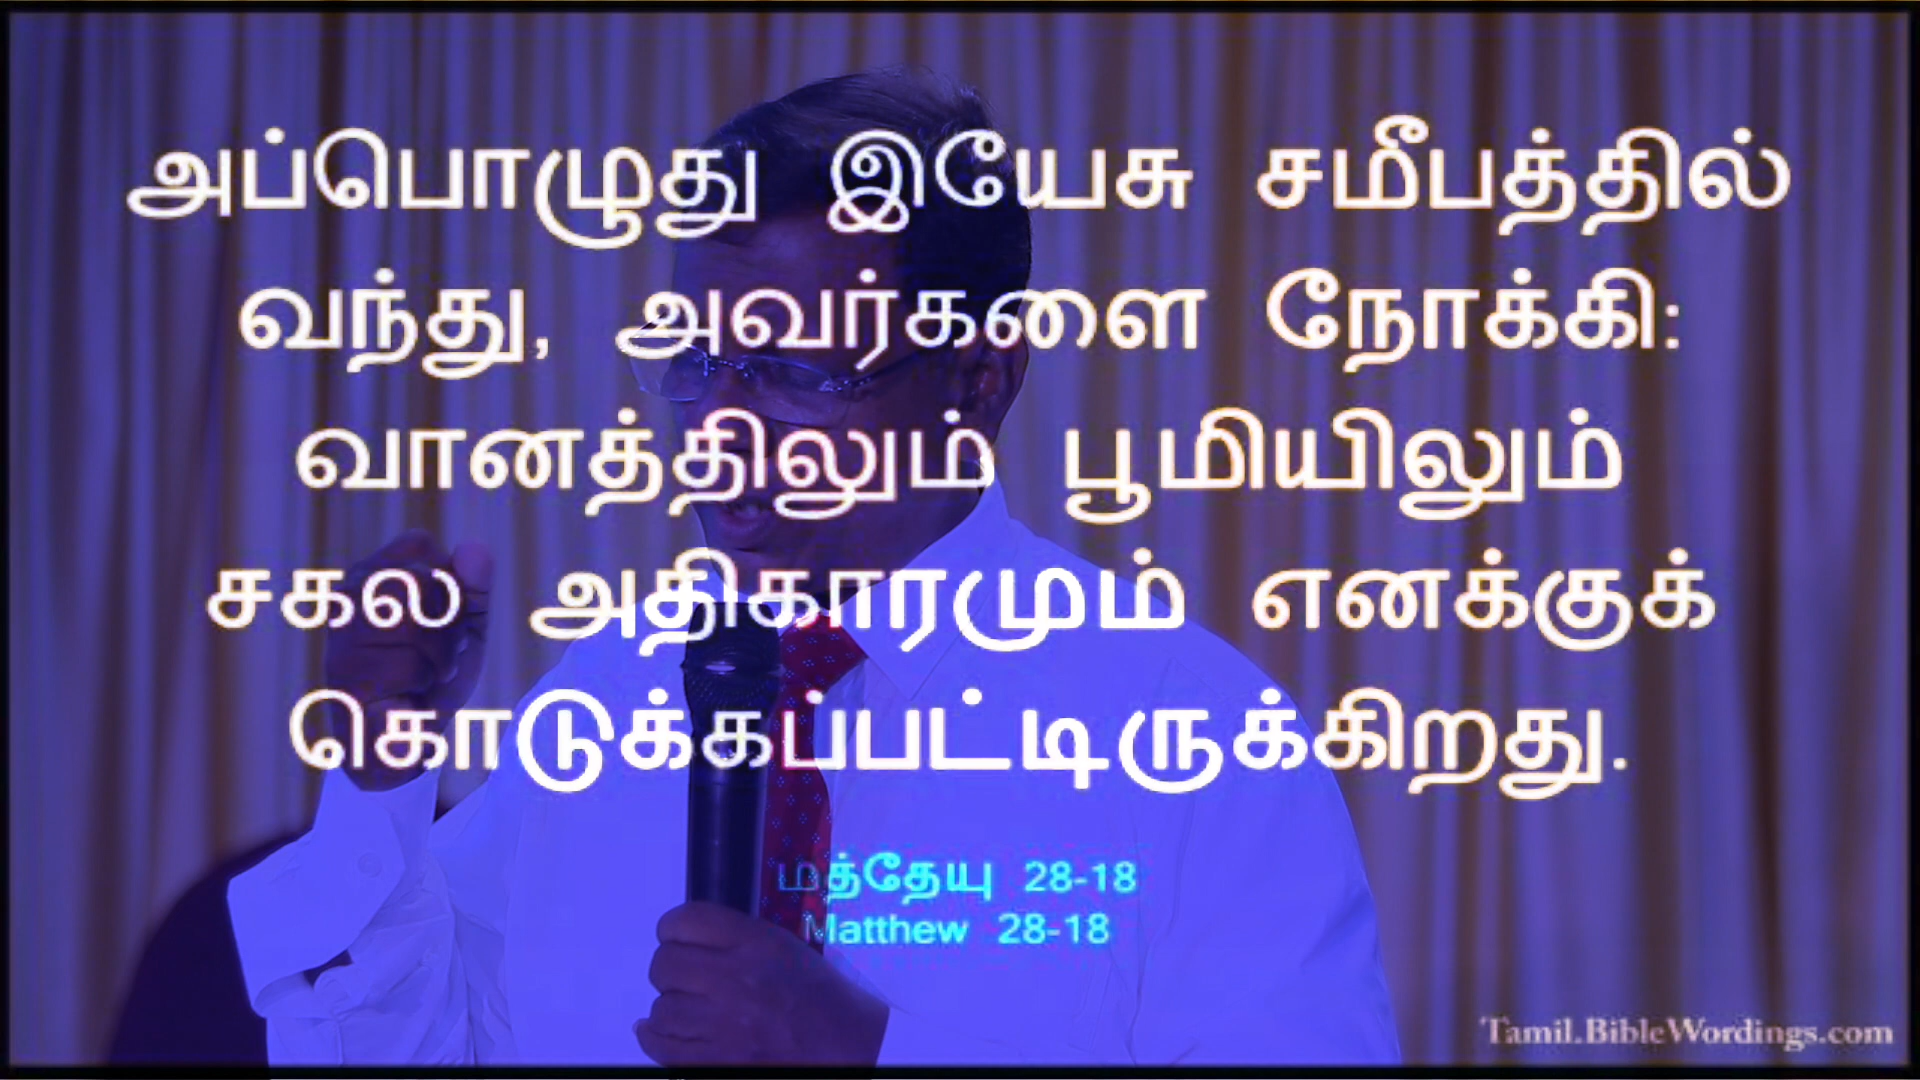 அப்பொழுது இயேசு சமீபத்தில்
வந்து, அவர்களை நோக்கி:
வானத்திலும் பூமியிலும்
சகல அதிகாரமும் எனக்குக்
கொடுக்கப்பட்டிருக்கிறது.
மத்தேயு 28-18
Matthew 28-18
Tamil.BibleWordings.com